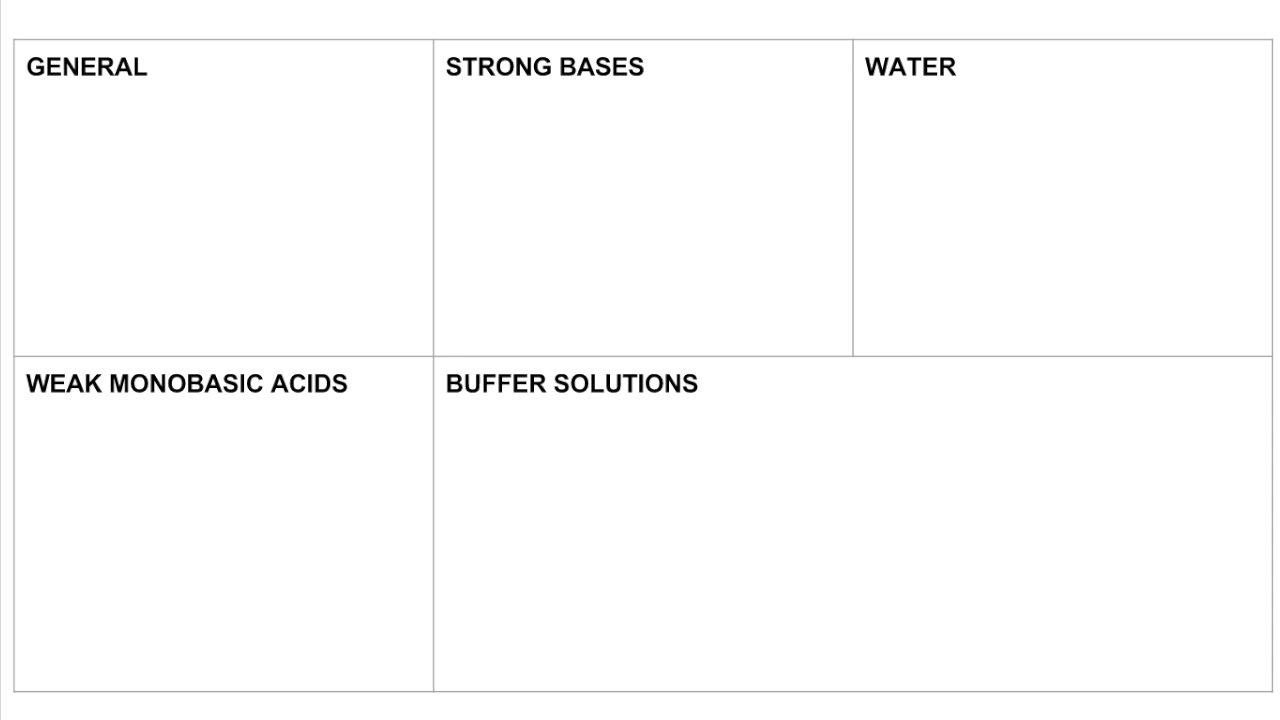 GENERAL
STRONG BASES
WATER
WEAK MONOBASIC ACIDS
BUFFER SOLUTIONS